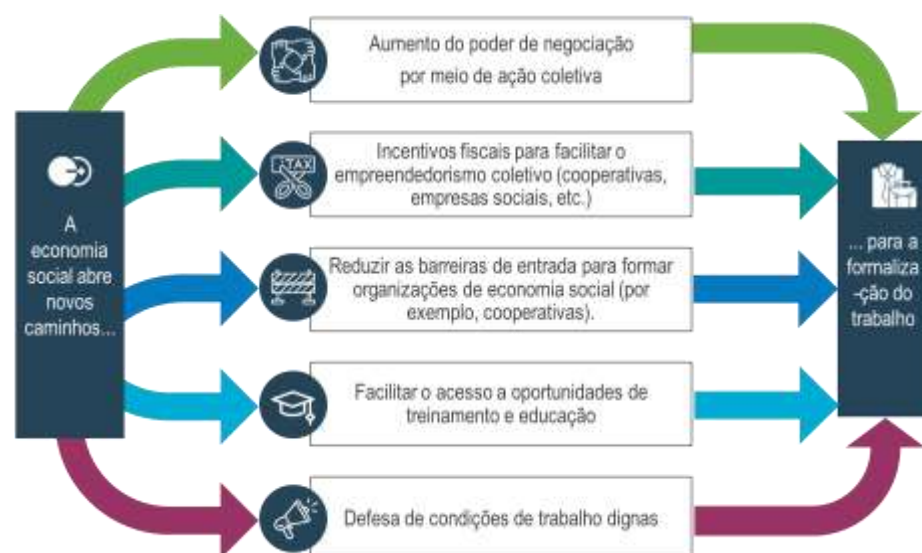 A
economia
social abre
novos
caminhos...
Aumento do poder de negociação
por meio de ação coletiva
TAX
Incentivos fiscais para facilitar o
empreendedorismo coletivo (cooperativas,
empresas sociais, etc.)
Reduzir as barreiras de entrada para formar
organizações de economia social (por
exemplo, cooperativas).
Facilitar o acesso a oportunidades de
treinamento e educação
Defesa de condições de trabalho dignas
... para a
formaliza
-ção do
trabalho